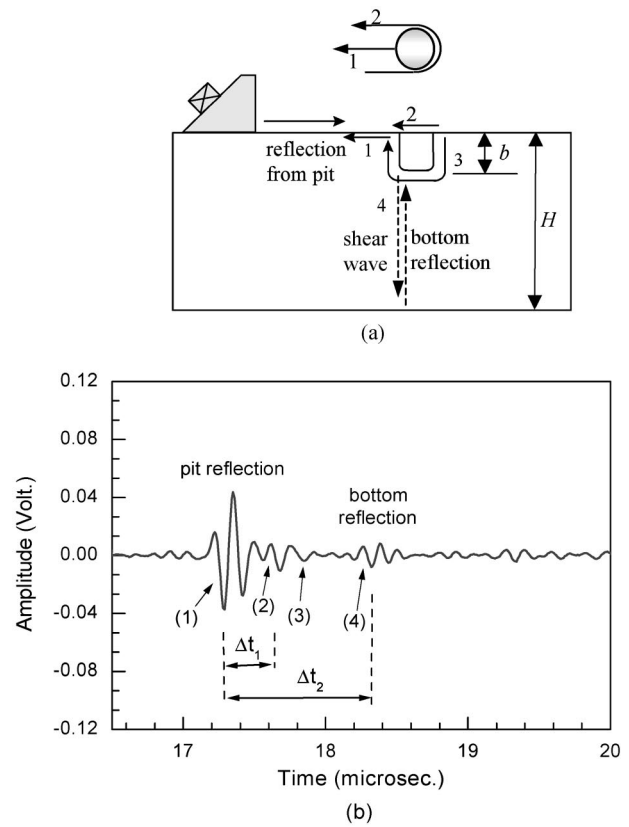 2
1
2
reflection
from pit
1
3
b
4
H
shear
wave
bottom
reflection
(a)
0.12
0.08
0.04
0.00
-0.04
-0.08
-0.12
Amplitude (Volt.)
pit reflection
bottom
reflection
(1)
(2)
(3)
(4)
Δt₁
Δt₂
17
18
19
20
Time (microsec.)
(b)